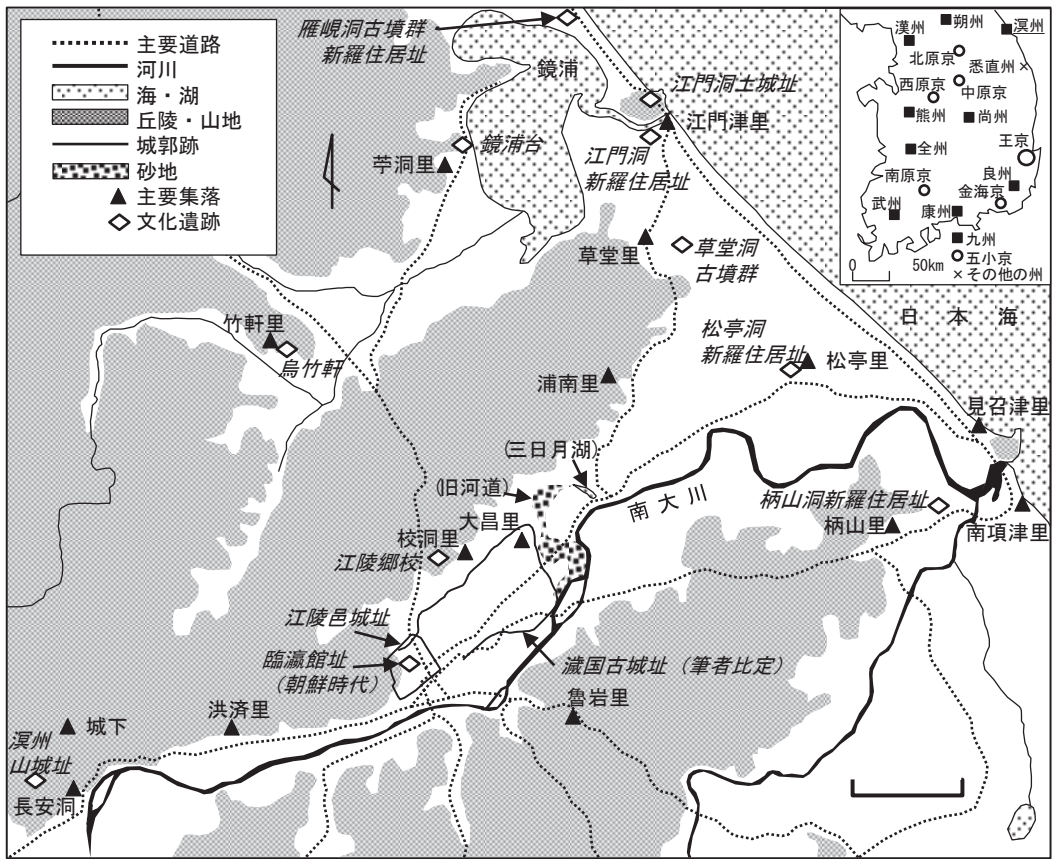 主要道路
河川
海・湖
丘陵・山地
城郭跡
砂地
主要集落
文化遺跡
雁峴洞古墳群
新羅住居址
鏡浦
江門洞土城址
江門津里
江門洞
新羅住居址
鏡浦台
苧洞里
草堂里
草堂洞
古墳群
漢州
朔州
溟州
北原京
悉直州
西原京
中原京
熊州
尚州
王京
全州
良州
南原京
金海京
武州
康州
九州
五小京
その他の州
0
50km
日本海
竹軒里
烏竹軒
松亭洞
新羅住居址
松亭里
浦南里
見召津里
(三日月湖)
(旧河道)
南大川
柄山洞新羅住居址
柄山里
南項津里
大昌里
校洞里
江陵郷校
江陵邑城址
臨瀛館址
(朝鮮時代)
濊国古城址(筆者比定)
魯岩里
洪済里
城下
溟州
山城址
長安洞